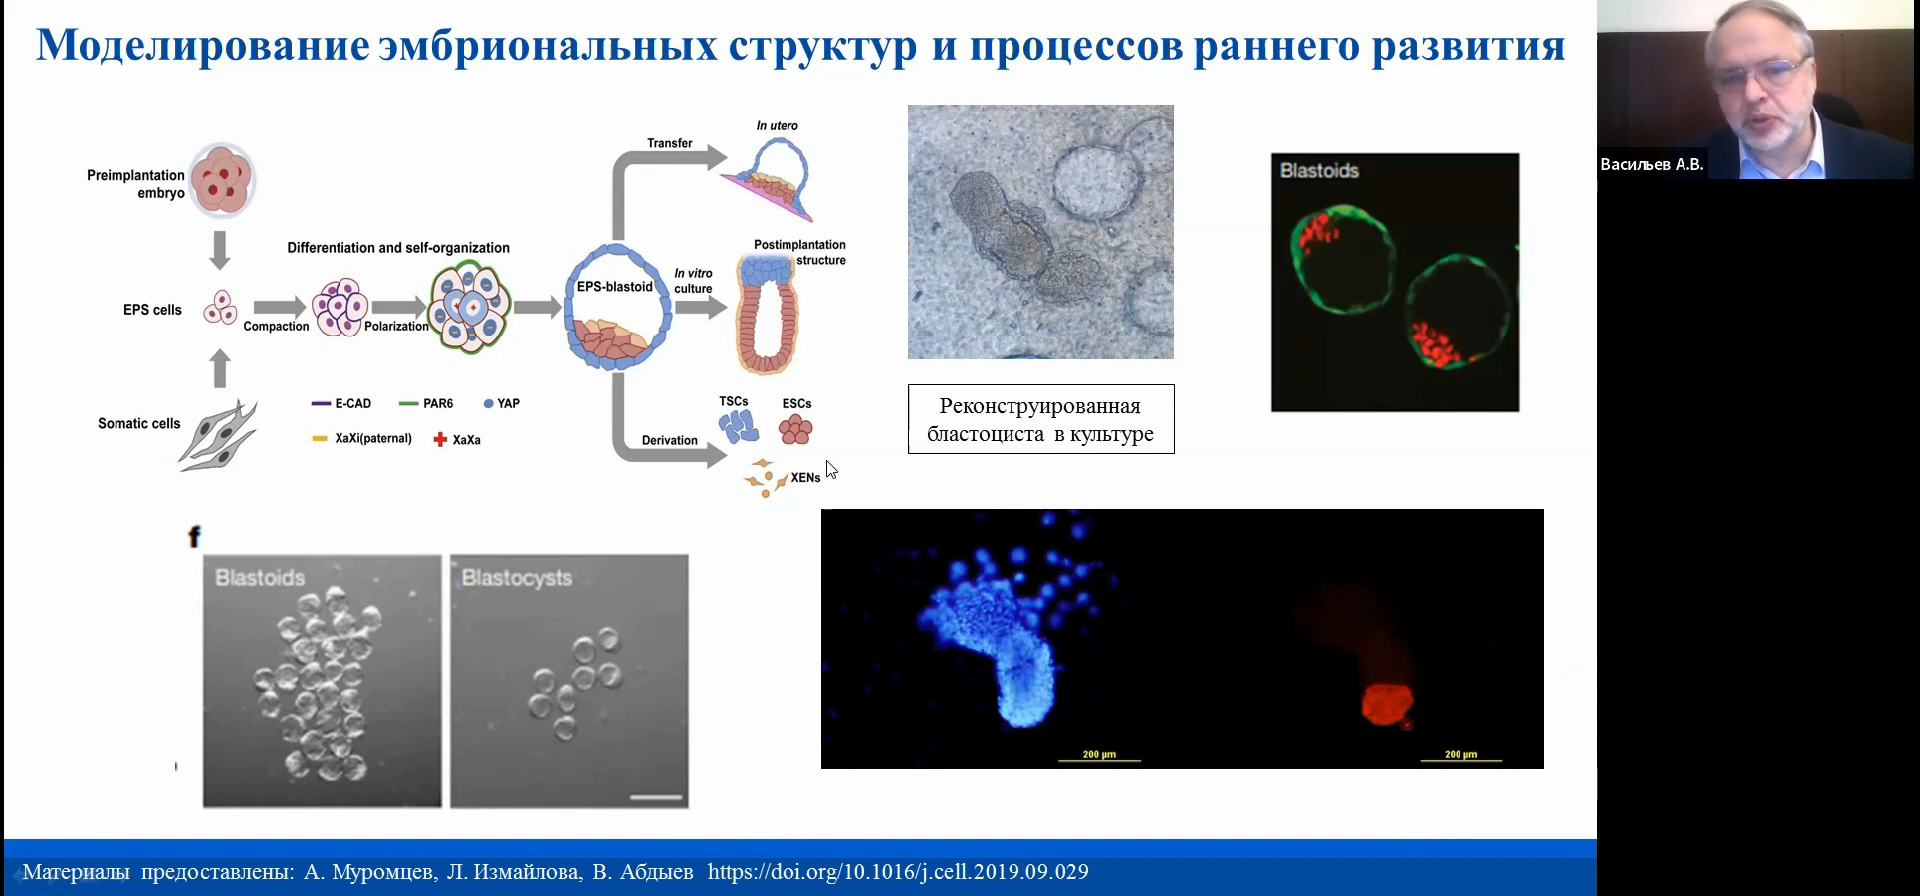 Моделирование эмбриональных структур и процессов раннего развития
Васильев А.В.
Preimplantation
embryo
EPS cells
Somatic cells
Differentiation and self-organization
Compaction
Polarization
E-CAD
PAR6
YAP
XaXi(paternal)
XaXa
EPS-blastoid
Transfer
In utero
In vitro
culture
Postimplantation
structure
Derivation
TSCs
ESCs
XENs
Реконструированная
бластоциста в культуре
Blastoids
f
Blastoids
Blastocysts
200 µm
200 µm
Материалы предоставлены: А. Муромцев, Л. Измайлова, В. Абдыев https://doi.org/10.1016/j.cell.2019.09.029